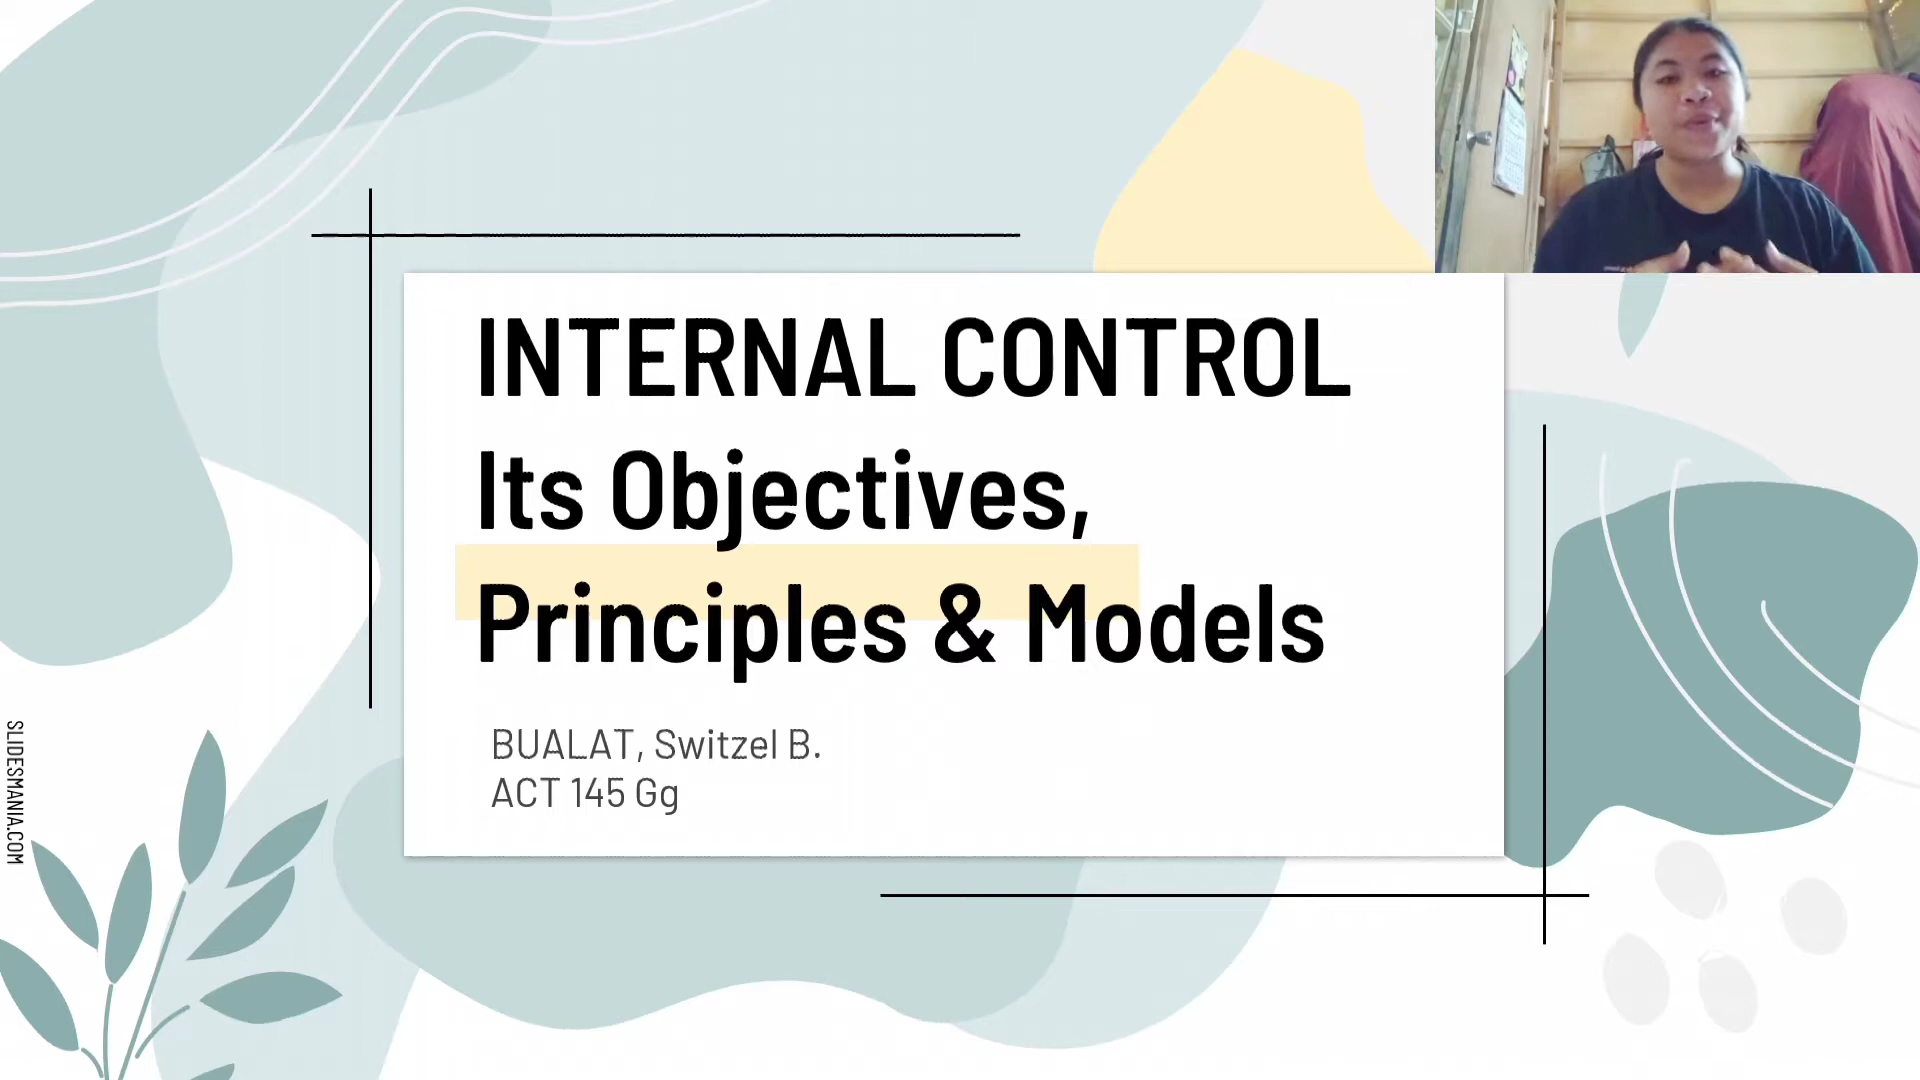 INTERNAL CONTROL
Its Objectives,
Principles & Models
BUALAT, Switzel B.
ACT 145 Gg
SLIDESMANIA.COM